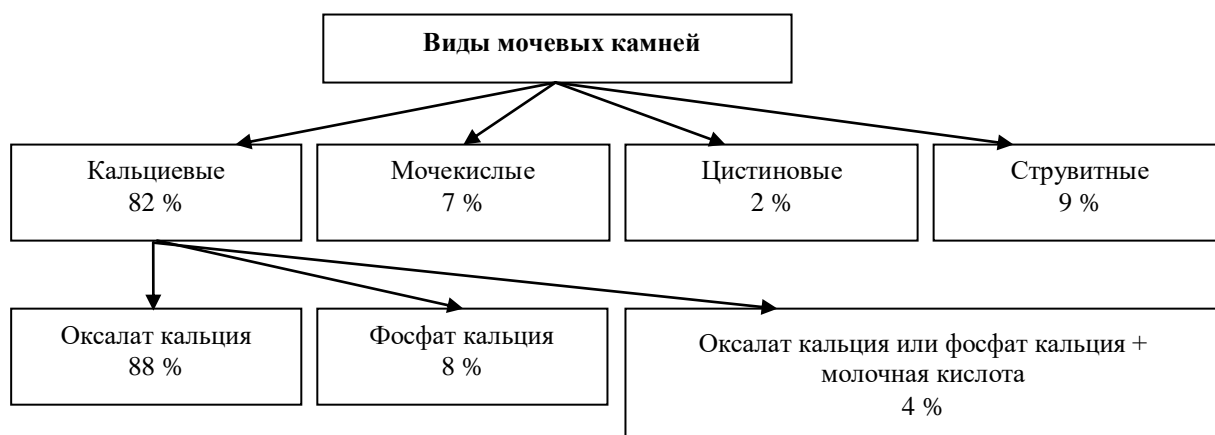 Виды мочевых камней
Кальциевые
82 %
Мочекислые
7 %
Цистиновые
2 %
Струвитные
9 %
Оксалат кальция
88 %
Фосфат кальция
8 %
Оксалат кальция или фосфат кальция +
молочная кислота
4 %